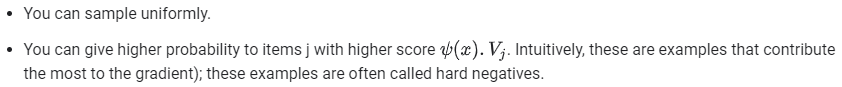 • You can sample uniformly.
• You can give higher probability to items j with higher score ψ(x). V_j. Intuitively, these are examples that contribute
the most to the gradient); these examples are often called hard negatives.